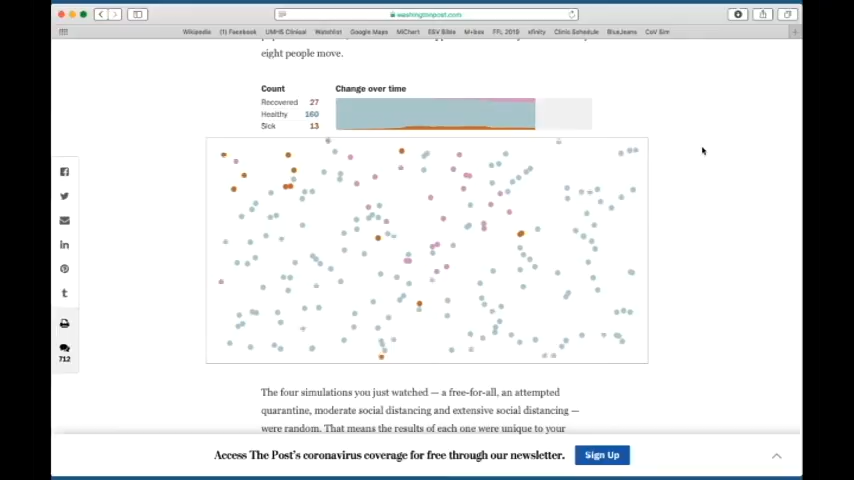 washingtonpost.com
Wikipedia (1) Facebook UMHS Clinical Watchlist Google Maps MiChart ESV Bible M+box FFL 2019 xfinity Clinic Schedule BlueJeans CoV Sim
eight people move.
Count Change over time
Recovered 27
Healthy 160
Sick 13
712
The four simulations you just watched — a free-for-all, an attempted
quarantine, moderate social distancing and extensive social distancing —
were random. That means the results of each one were unique to your
Access The Post's coronavirus coverage for free through our newsletter. Sign Up